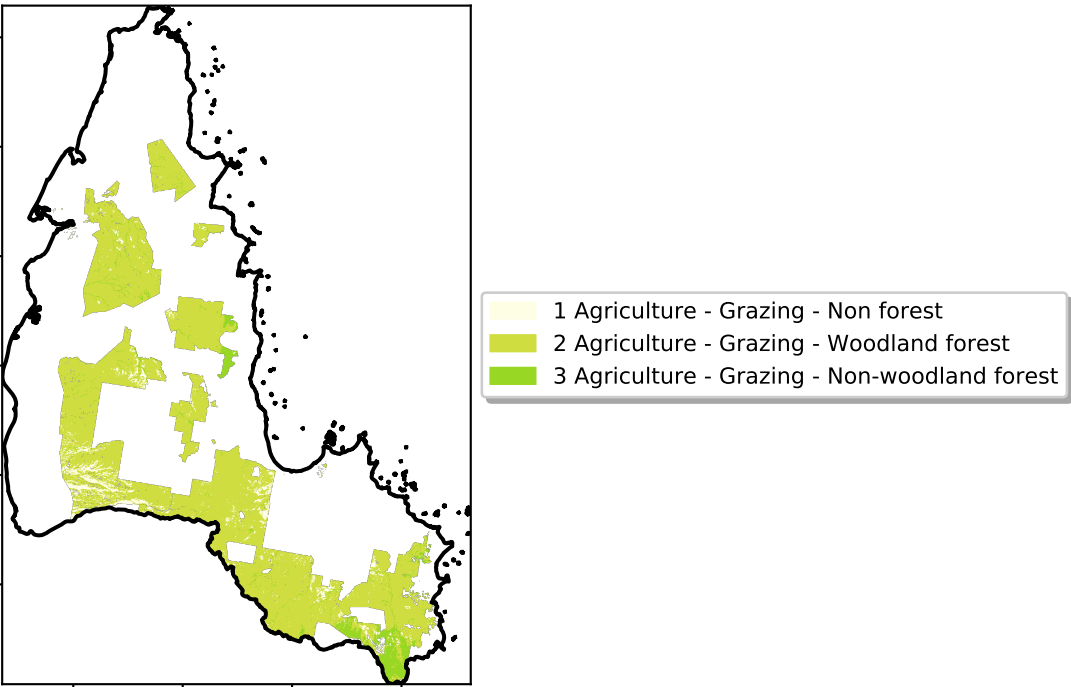 1 Agriculture - Grazing - Non forest
2 Agriculture - Grazing - Woodland forest
3 Agriculture - Grazing - Non-woodland forest